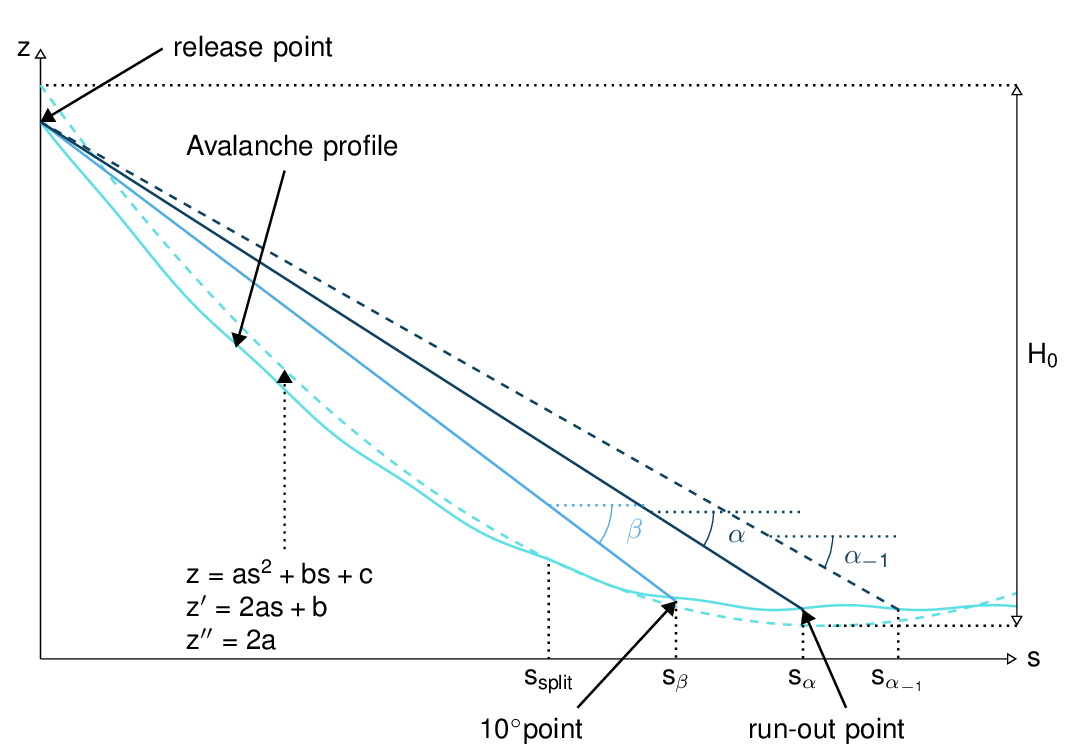 z
release point
Avalanche profile
H₀
β
α
α₋₁
z = as² + bs + c
z′ = 2as + b
z″ = 2a
s
s_split
s_β
s_α
s_α₋₁
10°point
run-out point